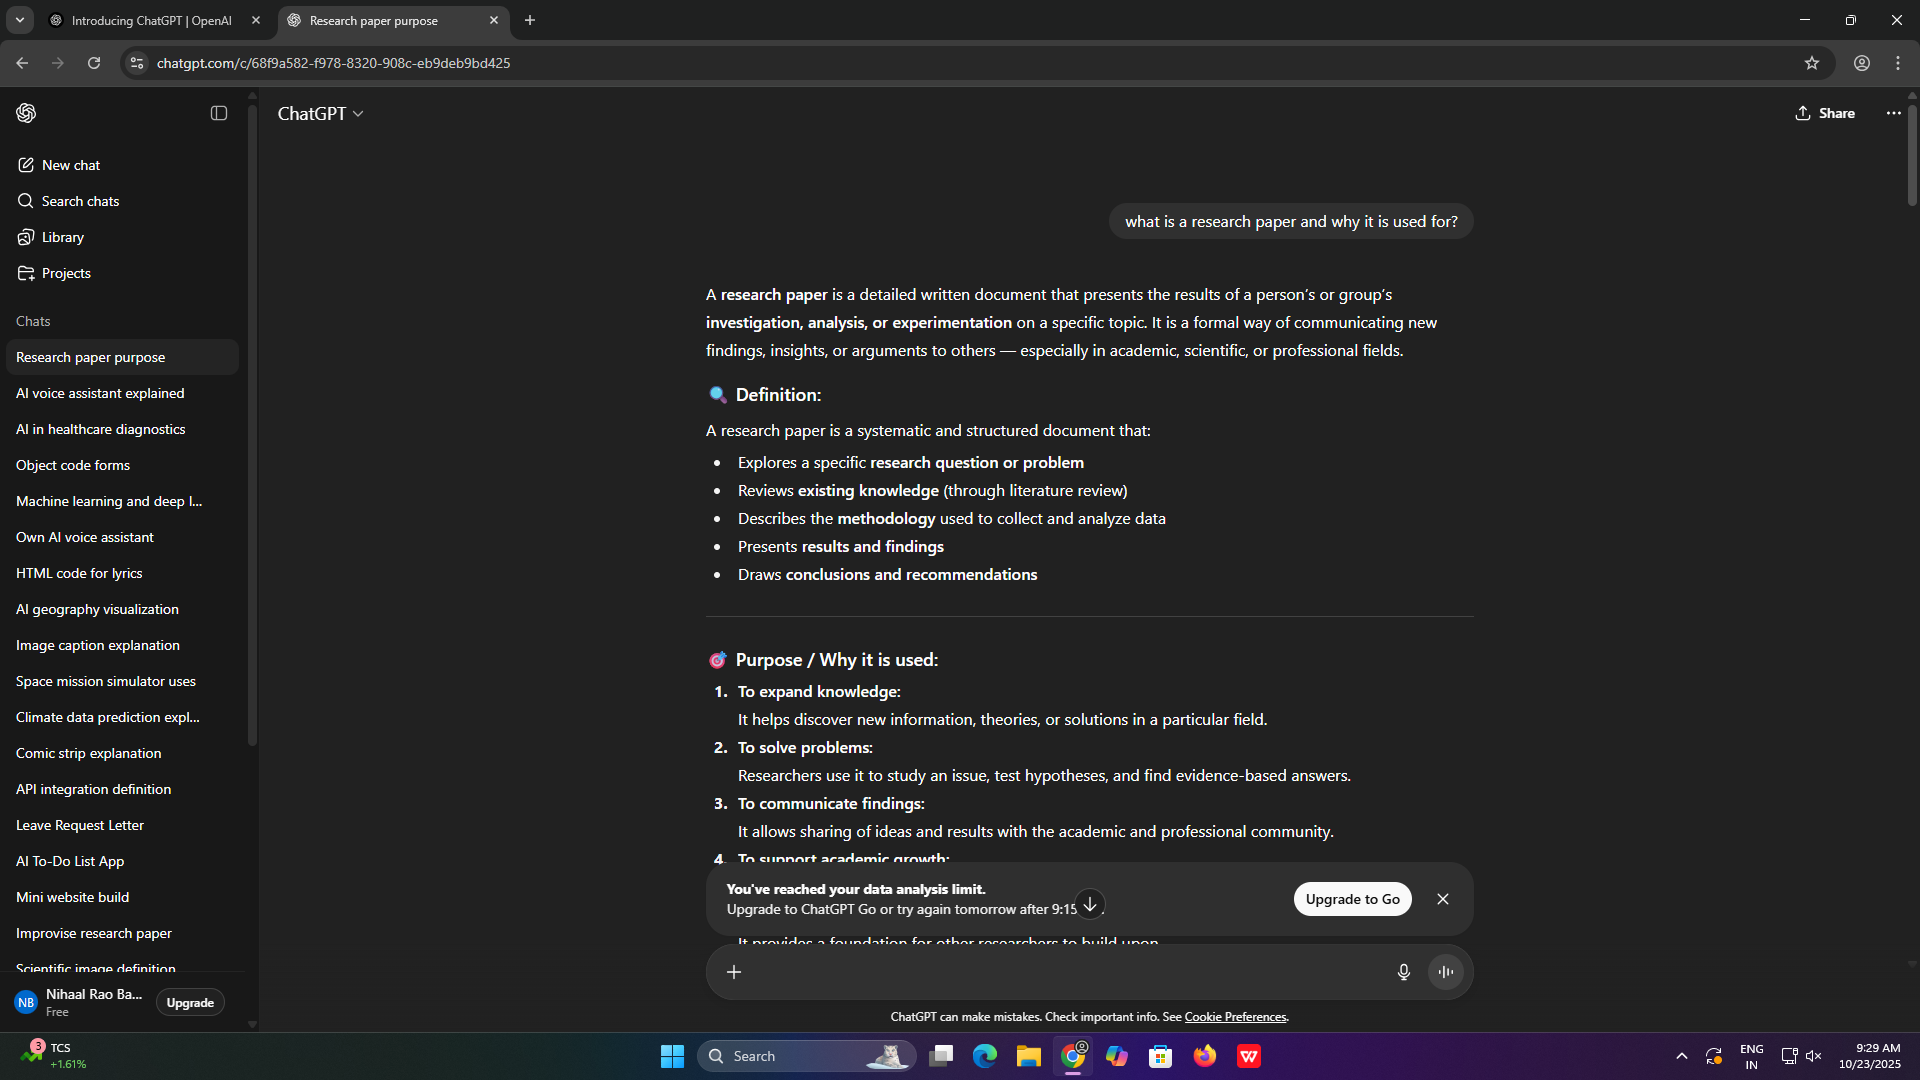 Introducing ChatGPT | OpenAI
Research paper purpose
chatgpt.com/c/68f9a582-f978-8320-908c-eb9deb9bd425
ChatGPT
Share
New chat
Search chats
Library
Projects
Chats
Research paper purpose
AI voice assistant explained
AI in healthcare diagnostics
Object code forms
Machine learning and deep l...
Own AI voice assistant
HTML code for lyrics
AI geography visualization
Image caption explanation
Space mission simulator uses
Climate data prediction expl...
Comic strip explanation
API integration definition
Leave Request Letter
AI To-Do List App
Mini website build
Improvise research paper
Scientific image definition
NB
Nihaal Rao Ba...
Free
Upgrade
what is a research paper and why it is used for?
A research paper is a detailed written document that presents the results of a person’s or group’s
investigation, analysis, or experimentation on a specific topic. It is a formal way of communicating new
findings, insights, or arguments to others — especially in academic, scientific, or professional fields.
🔍 Definition:
A research paper is a systematic and structured document that:
• Explores a specific research question or problem
• Reviews existing knowledge (through literature review)
• Describes the methodology used to collect and analyze data
• Presents results and findings
• Draws conclusions and recommendations
🎯 Purpose / Why it is used:
1. To expand knowledge:
It helps discover new information, theories, or solutions in a particular field.
2. To solve problems:
Researchers use it to study an issue, test hypotheses, and find evidence-based answers.
3. To communicate findings:
It allows sharing of ideas and results with the academic and professional community.
4. To support academic growth:
You've reached your data analysis limit.
Upgrade to ChatGPT Go or try again tomorrow after 9:15
Upgrade to Go
It provides a foundation for other researchers to build upon
ChatGPT can make mistakes. Check important info. See Cookie Preferences.
3
TCS
+1.61%
Search
ENG
IN
9:29 AM
10/23/2025